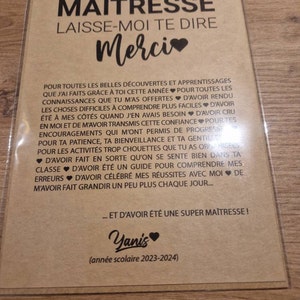 MAÎTRESSE
LAISSE-MOI TE DIRE
Merci♥
POUR TOUTES LES BELLES DÉCOUVERTES ET APPRENTISSAGES
QUE J'AI FAITS GRÂCE À TOI CETTE ANNÉE ♥ POUR TOUTES LES
CONNAISSANCES QUE TU M'AS OFFERTES ♥ D'AVOIR RENDU
LES CHOSES DIFFICILES À COMPRENDRE PLUS FACILES ♥ D'AVOIR
ÉTÉ À MES CÔTÉS QUAND J'EN AVAIS BESOIN ♥ D'AVOIR CRU
EN MOI ET DE M'AVOIR TRANSMIS CETTE CONFIANCE ♥ POUR
ENCOURAGEMENTS QUI M'ONT PERMIS DE PROGRE
POUR TA PATIENCE, TA BIENVEILLANCE ET TA GENTI
POUR LES ACTIVITÉS TROP CHOUETTES QUE TU AS OR
♥ D'AVOIR FAIT EN SORTE QU'ON SE SENTE BIEN DANS TA
CLASSE ♥ D'AVOIR ÉTÉ UN GUIDE POUR COMPRENDRE MES
ERREURS ♥ D'AVOIR CÉLÉBRÉ MES RÉUSSITES AVEC MOI ♥ DE
M'AVOIR FAIT GRANDIR UN PEU PLUS CHAQUE JOUR...
... ET D'AVOIR ÉTÉ UNE SUPER MAÎTRESSE !
Yanis♥
(année scolaire 2023-2024)